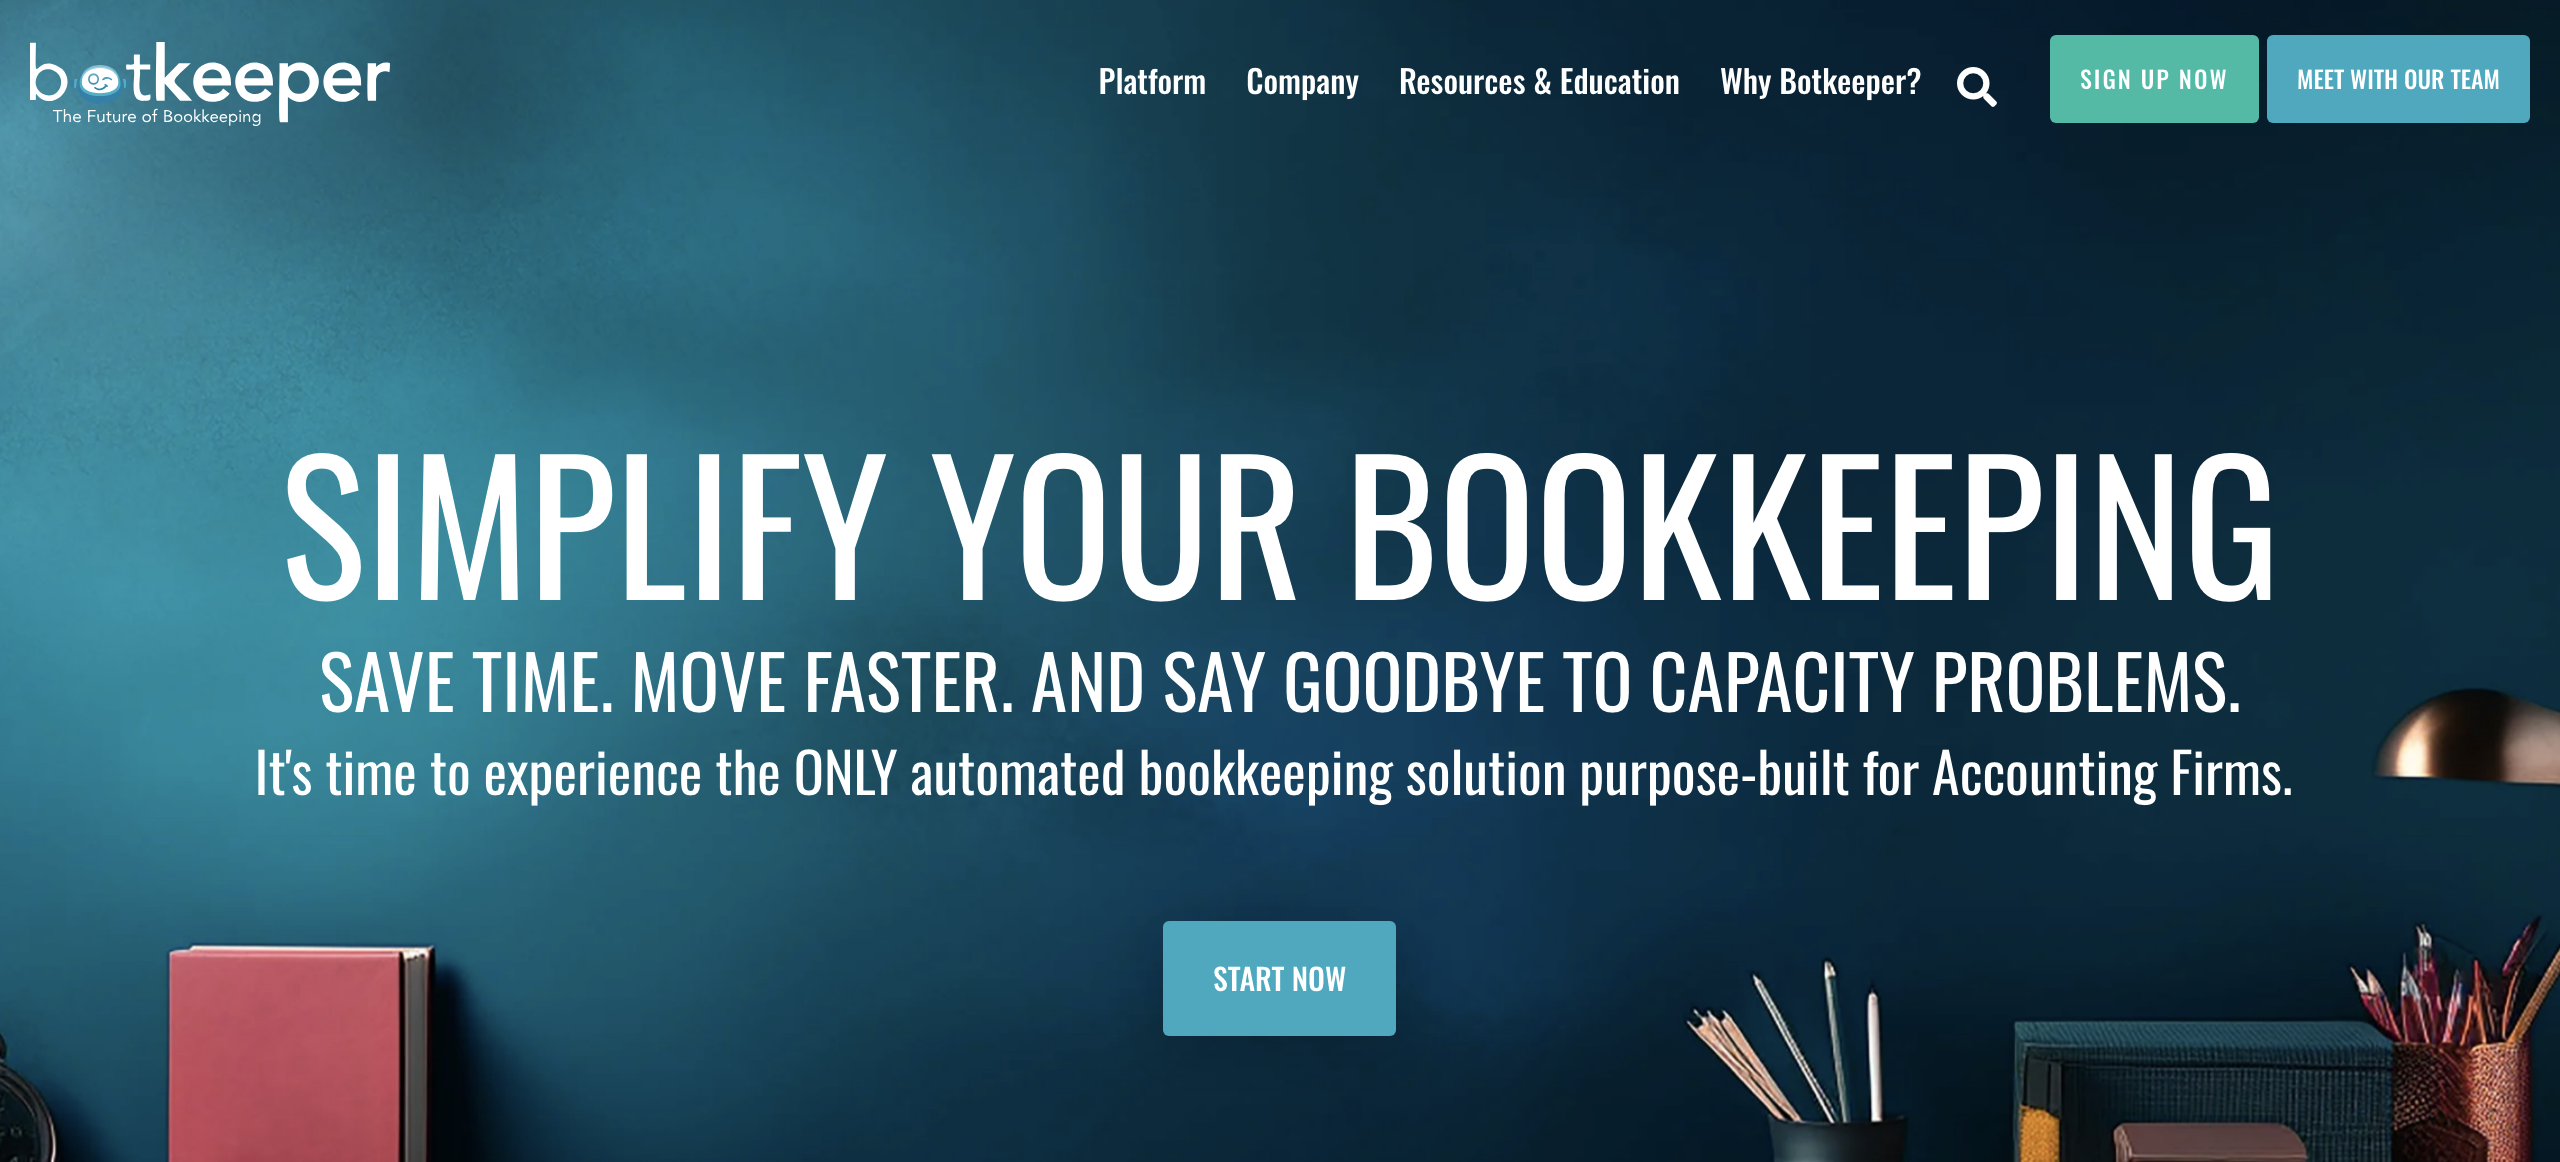 botkeeper
The Future of Bookkeeping
Platform Company Resources & Education Why Botkeeper? SIGN UP NOW MEET WITH OUR TEAM
SIMPLIFY YOUR BOOKKEEPING
SAVE TIME. MOVE FASTER. AND SAY GOODBYE TO CAPACITY PROBLEMS.
It's time to experience the ONLY automated bookkeeping solution purpose-built for Accounting Firms.
START NOW